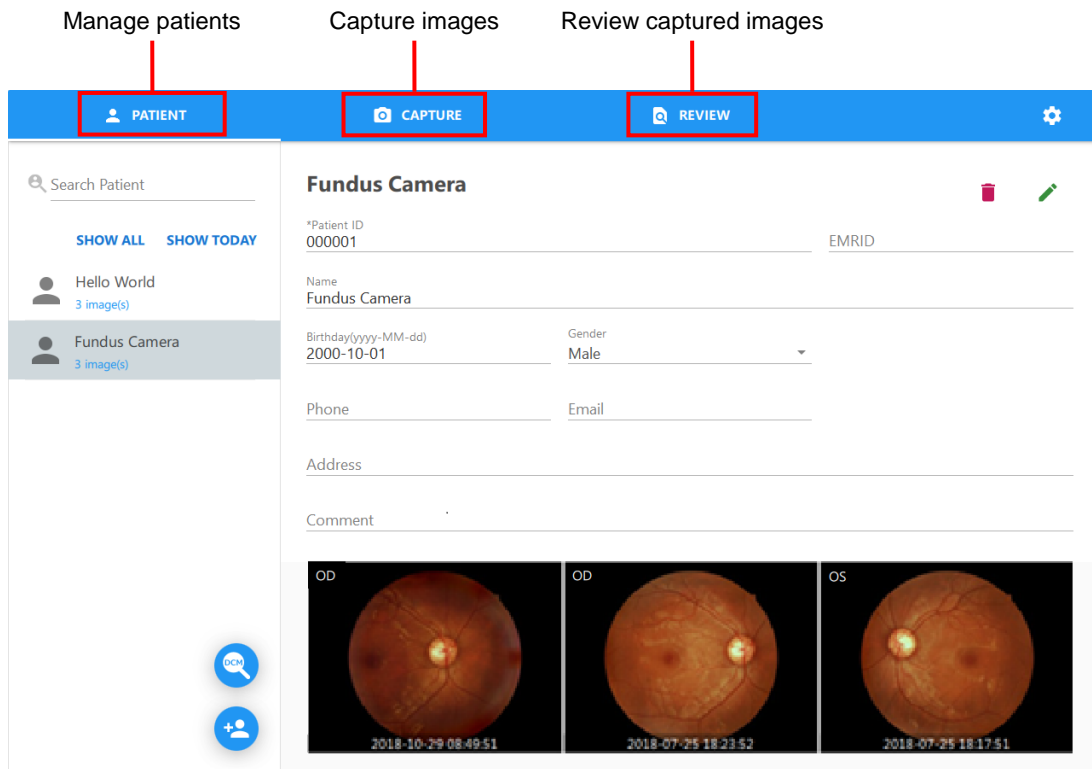 Manage patients Capture images Review captured images
PATIENT CAPTURE REVIEW
Search Patient
SHOW ALL SHOW TODAY
Hello World
3 image(s)
Fundus Camera
3 image(s)
DCM
Fundus Camera
*Patient ID
000001 EMRID
Name
Fundus Camera
Birthday(yyyy-MM-dd) Gender
2000-10-01 Male
Phone Email
Address
Comment
OD OD OS
2018-10-29 08:49:51 2018-07-25 18:23:52 2018-07-25 18:17:51